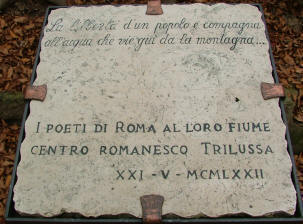 La libertà d'un popolo è compagna
all'acqua che vie' giù da la montagna...
I POETI DI ROMA AL LORO FIUME
CENTRO ROMANESCO TRILUSSA
XXI - V - MCMLXXII